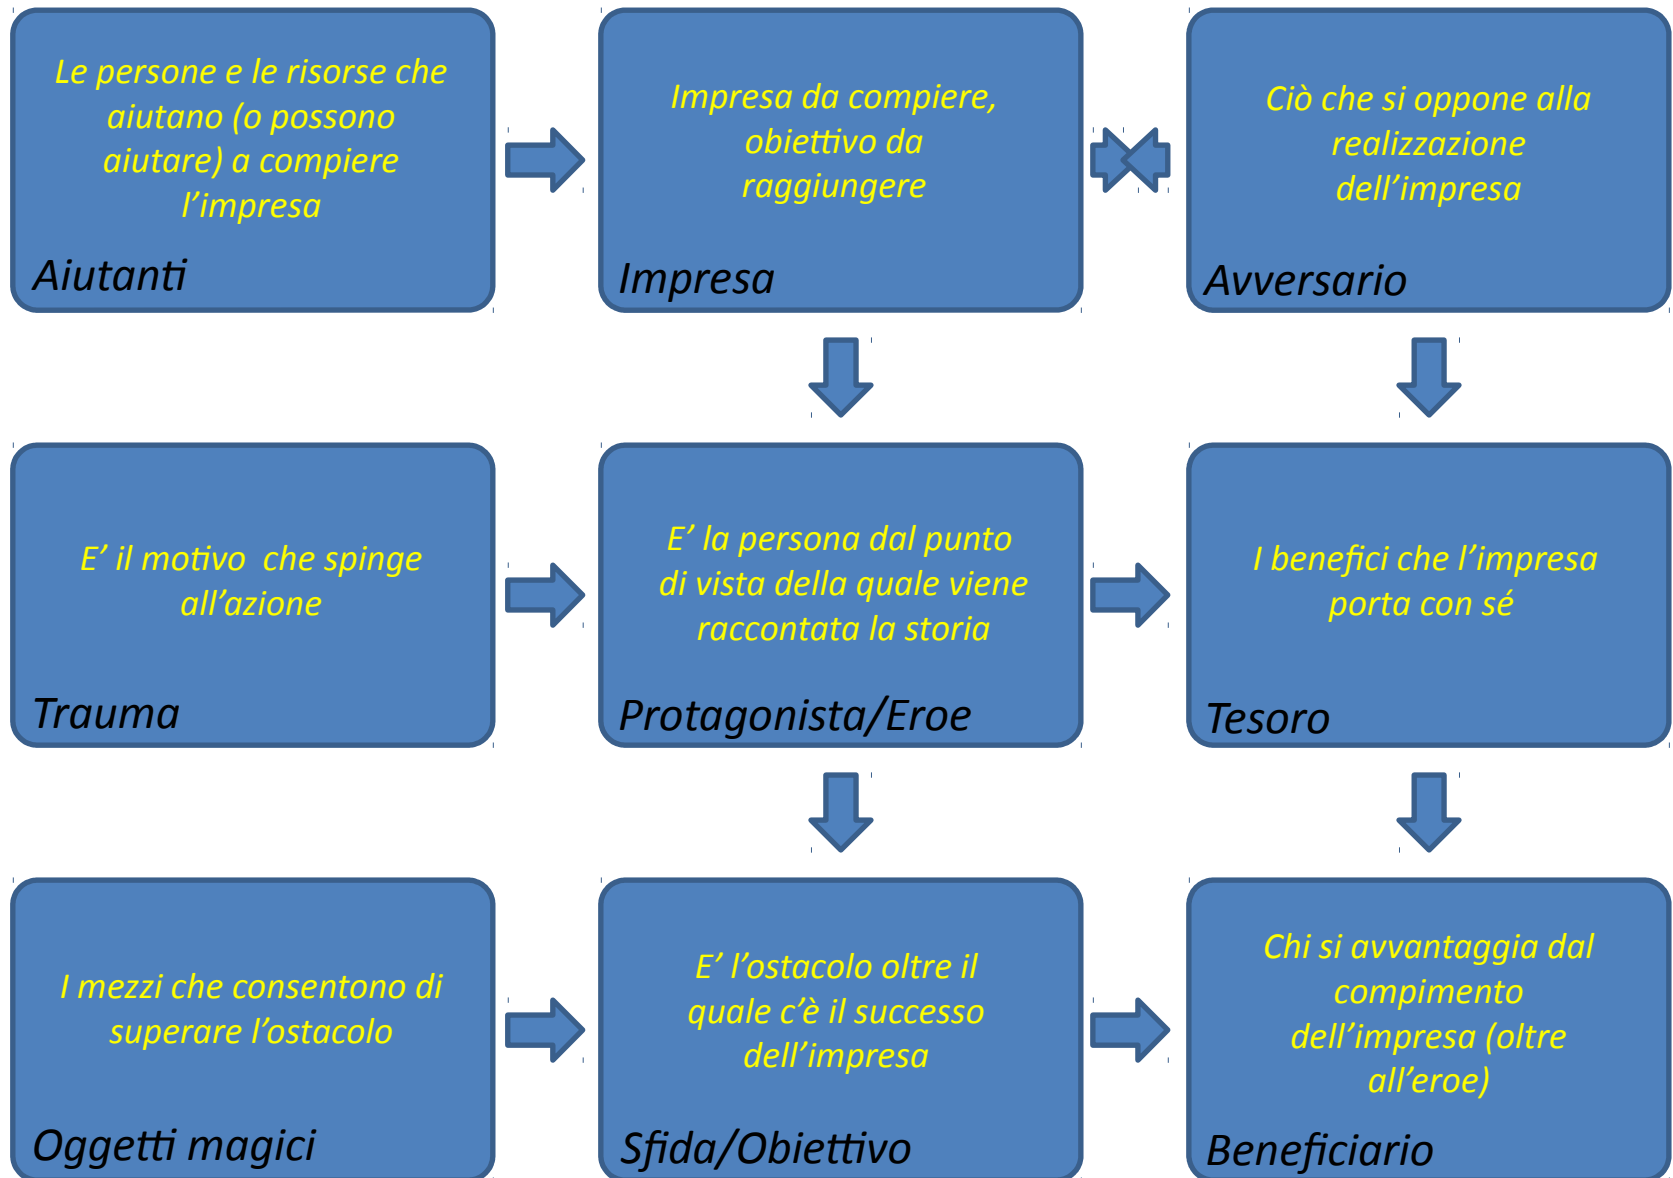 Le persone e le risorse che
aiutano (o possono
aiutare) a compiere
l’impresa
Aiutanti
Impresa da compiere,
obiettivo da
raggiungere
Impresa
Ciò che si oppone alla
realizzazione
dell’impresa
Avversario
E’ il motivo che spinge
all’azione
Trauma
E’ la persona dal punto
di vista della quale viene
raccontata la storia
Protagonista/Eroe
I benefici che l’impresa
porta con sé
Tesoro
I mezzi che consentono di
superare l’ostacolo
Oggetti magici
E’ l’ostacolo oltre il
quale c’è il successo
dell’impresa
Sfida/Obiettivo
Chi si avvantaggia dal
compimento
dell’impresa (oltre
all’eroe)
Beneficiario